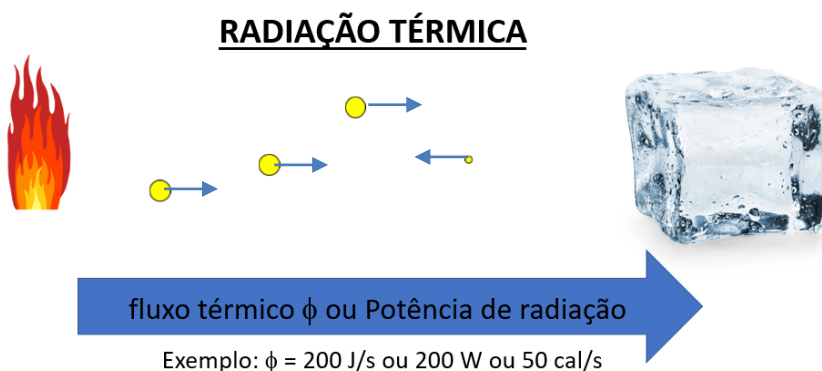 RADIAÇÃO TÉRMICA
fluxo térmico ϕ ou Potência de radiação
Exemplo: ϕ = 200 J/s ou 200 W ou 50 cal/s